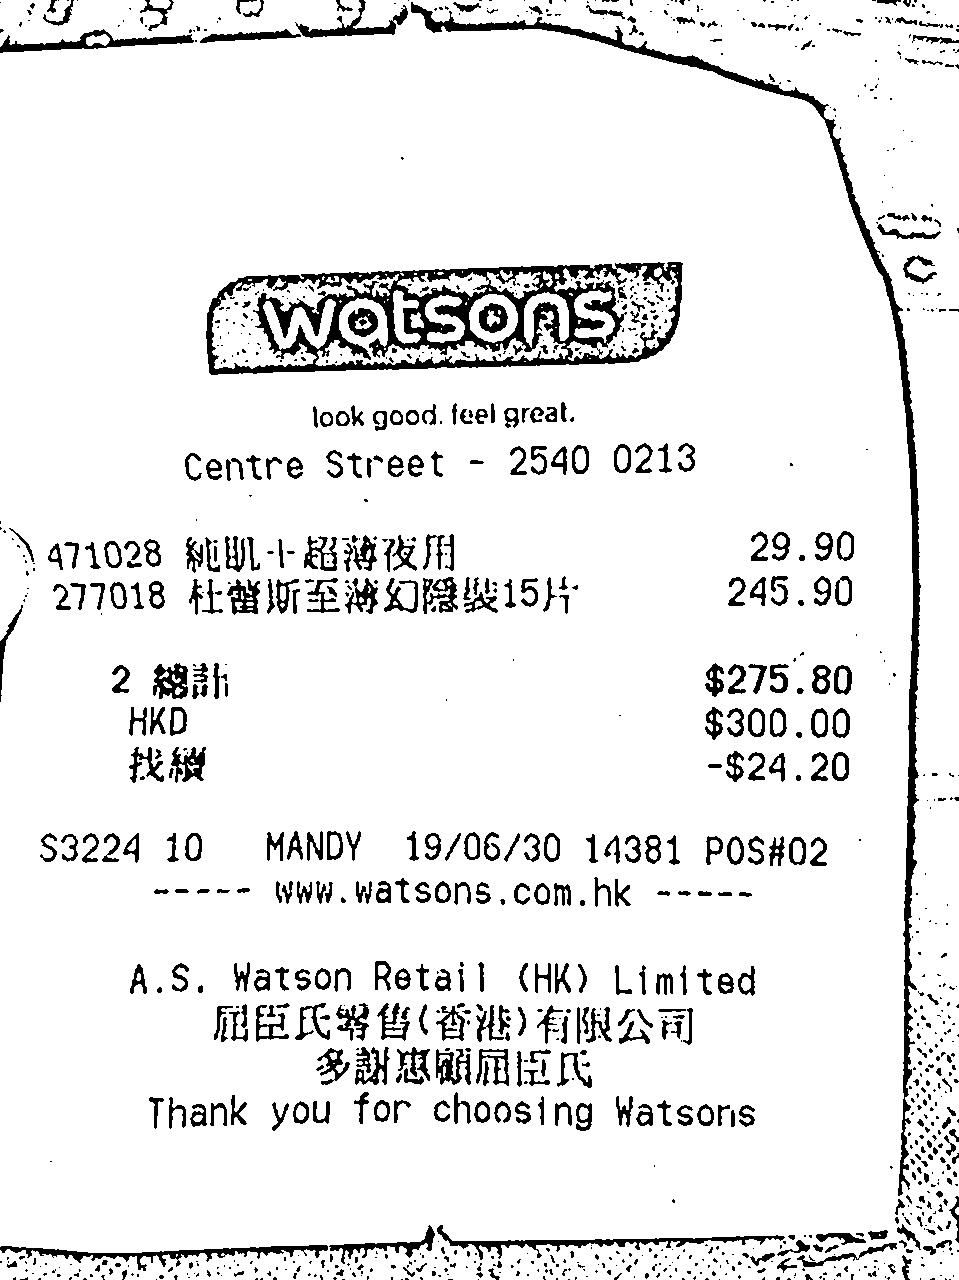 watsons
look good. feel great.
Centre Street - 2540 0213
471028 純肌+超薄夜用 29.90
277018 杜蕾斯至薄幻隱裝15片 245.90
2 總計 $275.80
HKD $300.00
找續 -$24.20
S3224 10 MANDY 19/06/30 14381 POS#02
----- www.watsons.com.hk -----
A.S. Watson Retail (HK) Limited
屈臣氏零售(香港)有限公司
多謝惠顧屈臣氏
Thank you for choosing Watsons